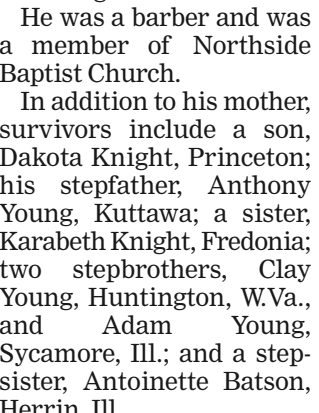 He was a barber and was
a member of Northside
Baptist Church.
In addition to his mother,
survivors include a son,
Dakota Knight, Princeton;
his stepfather, Anthony
Young, Kuttawa; a sister,
Karabeth Knight, Fredonia;
two stepbrothers, Clay
Young, Huntington, W.Va.,
and Adam Young,
Sycamore, Ill.; and a step-
sister, Antoinette Batson,
Herrin, Ill.